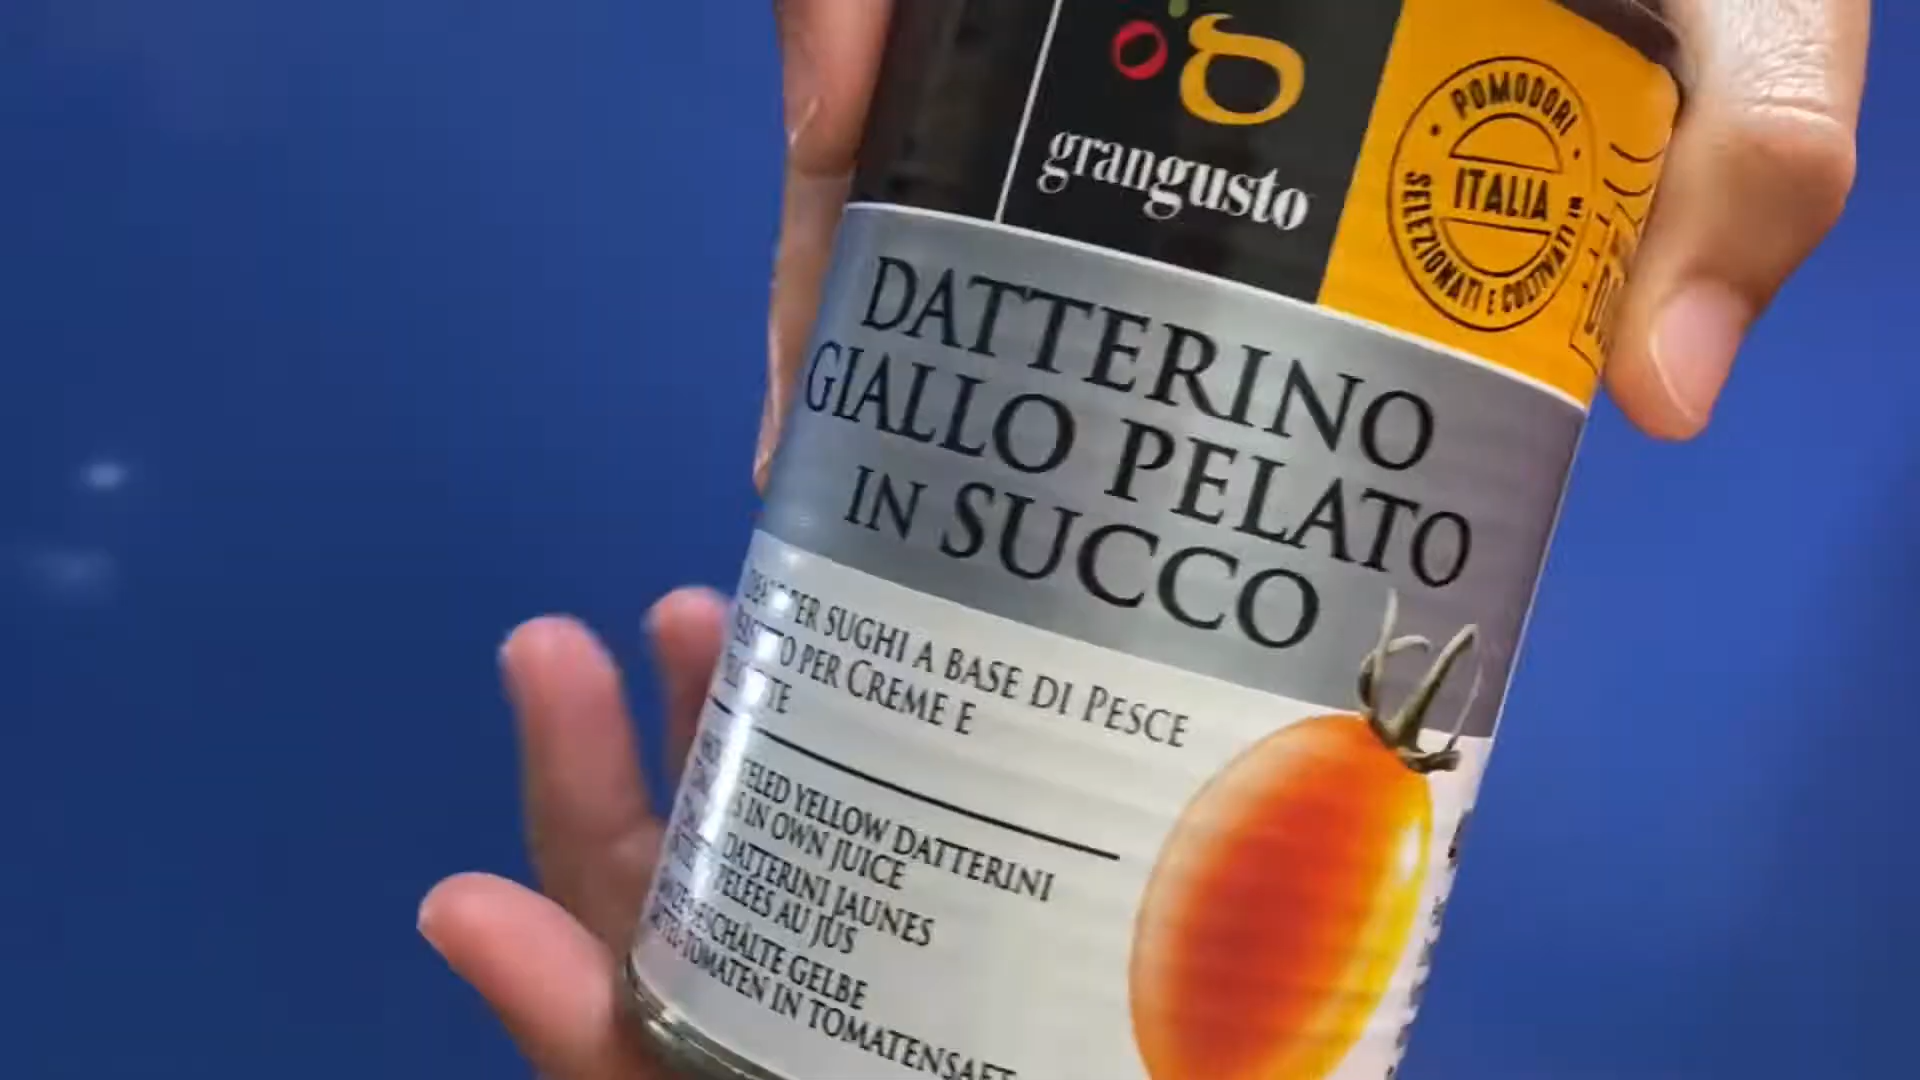 grangusto
POMODORI
ITALIA
SELEZIONATI E COLTIVATI IN
DATTERINO
GIALLO PELATO
IN SUCCO
PER SUGHI A BASE DI PESCE
PER CREME E
YELLOW DATTERINI
IN OWN JUICE
DATTERINI JAUNES
PELÉES AU JUS
GELBE
TOMATEN IN TOMATENSAFT